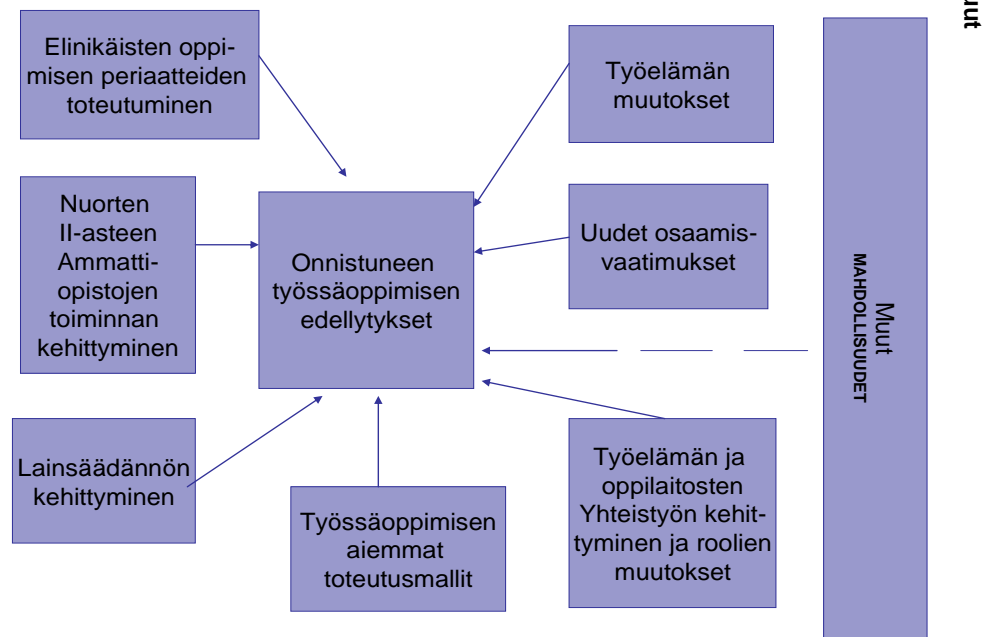 Elinikäisten oppi-
misen periaatteiden
toteutuminen
Työelämän
muutokset
Nuorten
II-asteen
Ammatti-
opistojen
toiminnan
kehittyminen
Onnistuneen
työssäoppimisen
edellytykset
Uudet osaamis-
vaatimukset
Lainsäädännön
kehittyminen
Työssäoppimisen
aiemmat
toteutusmallit
Työelämän ja
oppilaitosten
Yhteistyön kehit-
tyminen ja roolien
muutokset
Muut
MAHDOLLISUUDET